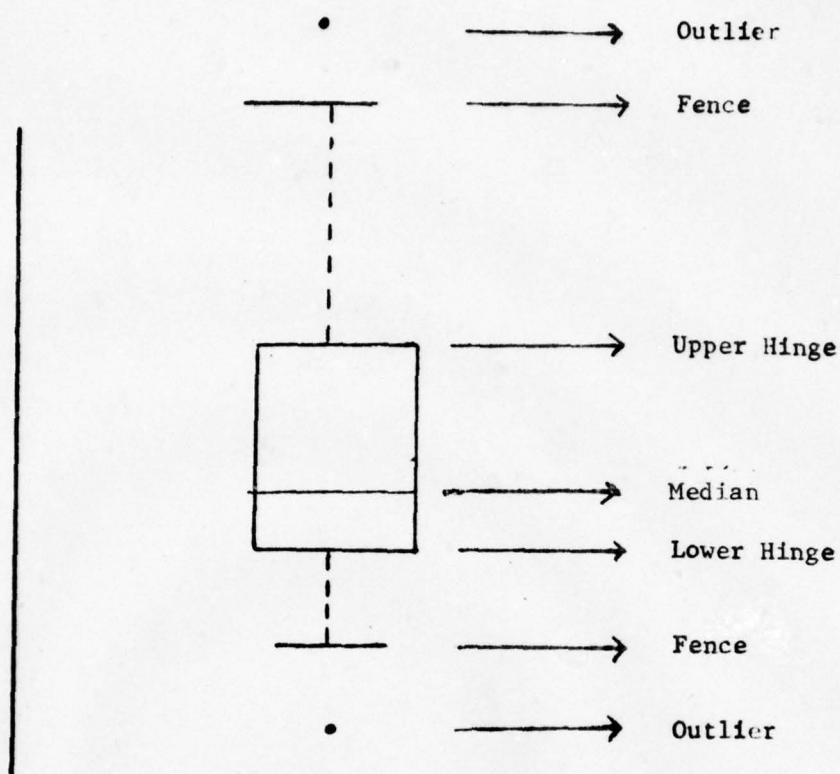 Outlier
Fence
Upper Hinge
Median
Lower Hinge
Fence
Outlier